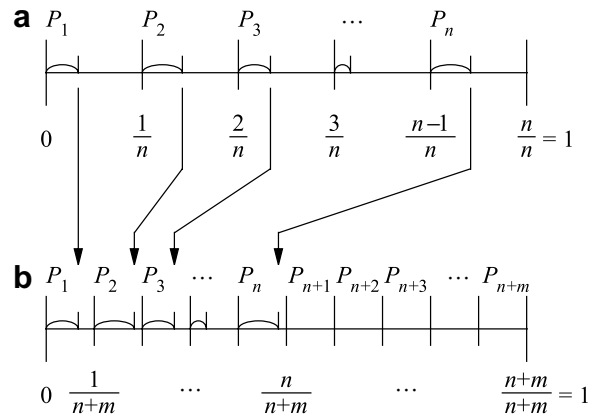 a P₁ P₂ P₃ ... Pₙ
0 1/n 2/n 3/n n−1/n n/n = 1
b P₁ P₂ P₃ ... Pₙ Pₙ₊₁ Pₙ₊₂ Pₙ₊₃ ... Pₙ₊ₘ
0 1/n+m ... n/n+m ... n+m/n+m = 1